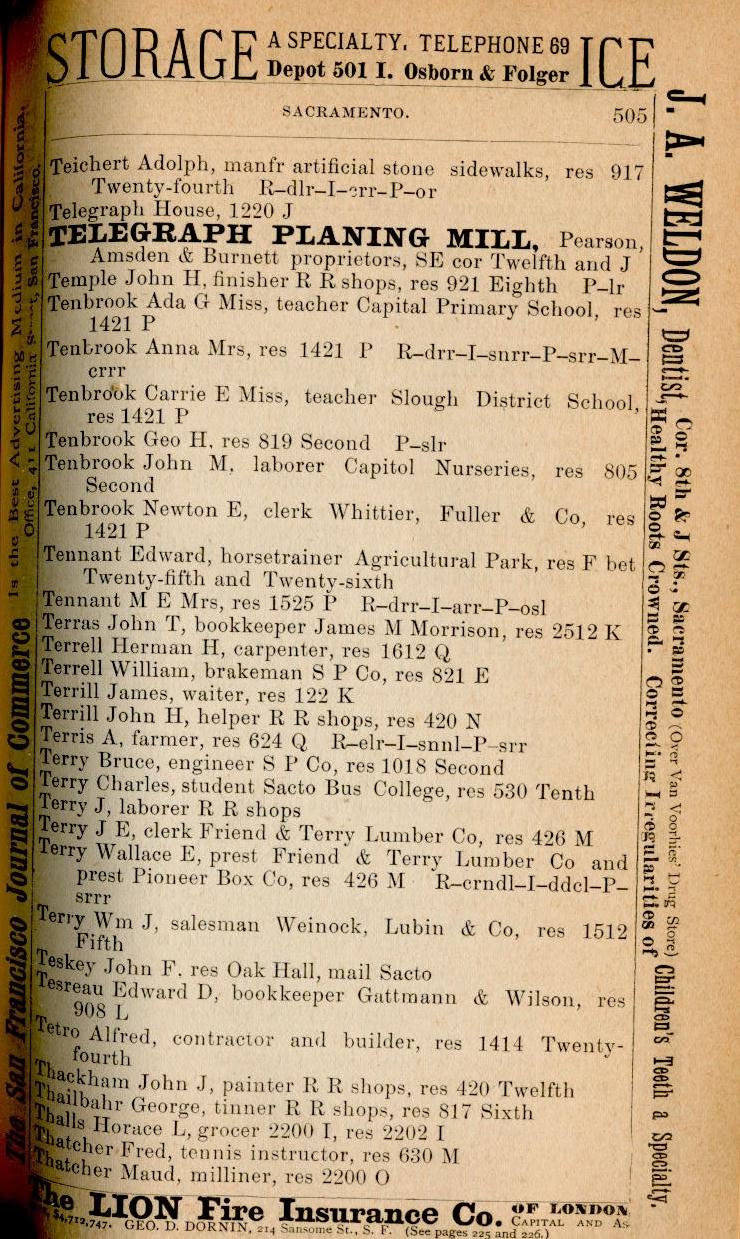 STORAGE A SPECIALTY. TELEPHONE 69 ICE
Depot 501 I. Osborn & Folger
SACRAMENTO. 505
Teichert Adolph, manfr artificial stone sidewalks, res 917
Twenty-fourth R-dlr-I-srr-P-or
Telegraph House, 1220 J
TELEGRAPH PLANING MILL, Pearson,
Amsden & Burnett proprietors, SE cor Twelfth and J
Temple John H, finisher R R shops, res 921 Eighth P-lr
Tenbrook Ada G Miss, teacher Capital Primary School, res
1421 P
Tenbrook Anna Mrs, res 1421 P R-drr-I-snrr-P-srr-M-
crrr
Tenbrook Carrie E Miss, teacher Slough District School,
res 1421 P
Tenbrook Geo H, res 819 Second P-slr
Tenbrook John M, laborer Capitol Nurseries, res 805
Second
Tenbrook Newton E, clerk Whittier, Fuller & Co, res
1421 P
Tennant Edward, horsetrainer Agricultural Park, res F bet
Twenty-fifth and Twenty-sixth
Tennant M E Mrs, res 1525 P R-drr-I-arr-P-osl
Terras John T, bookkeeper James M Morrison, res 2512 K
Terrell Herman H, carpenter, res 1612 Q
Terrell William, brakeman S P Co, res 821 E
Terrill James, waiter, res 122 K
Terrill John H, helper R R shops, res 420 N
Terris A, farmer, res 624 Q R-elr-I-snnl-P-srr
Terry Bruce, engineer S P Co, res 1018 Second
Terry Charles, student Sacto Bus College, res 530 Tenth
Terry J, laborer R R shops
Terry J E, clerk Friend & Terry Lumber Co, res 426 M
Terry Wallace E, prest Friend & Terry Lumber Co and
prest Pioneer Box Co, res 426 M R-crndl-I-ddcl-P-
srrr
Terry Wm J, salesman Weinock, Lubin & Co, res 1512
Fifth
Teskey John F, res Oak Hall, mail Sacto
Tesreau Edward D, bookkeeper Gattmann & Wilson, res
908 L
Tetro Alfred, contractor and builder, res 1414 Twenty-
fourth
Thackham John J, painter R R shops, res 420 Twelfth
Thailbahr George, tinner R R shops, res 817 Sixth
Thalls Horace L, grocer 2200 I, res 2202 I
Thatcher Fred, tennis instructor, res 630 M
Thatcher Maud, milliner, res 2200 O
The LION Fire Insurance Co. OF LONDON
CAPITAL AND As-
$4,712,747. GEO. D. DORNIN, 214 Sansome St., S. F. (See pages 225 and 226.)
J. A. WELDON, Dentist, Cor. 8th & J Sts., Sacramento (Over Van Voorhies' Drug Store)
Healthy Roots Crowned. Correcting Irregularities of Children's Teeth a Specialty.
The San Francisco Journal of Commerce Is the Best Advertising Medium in California.
Office, 411 California San Francisco.